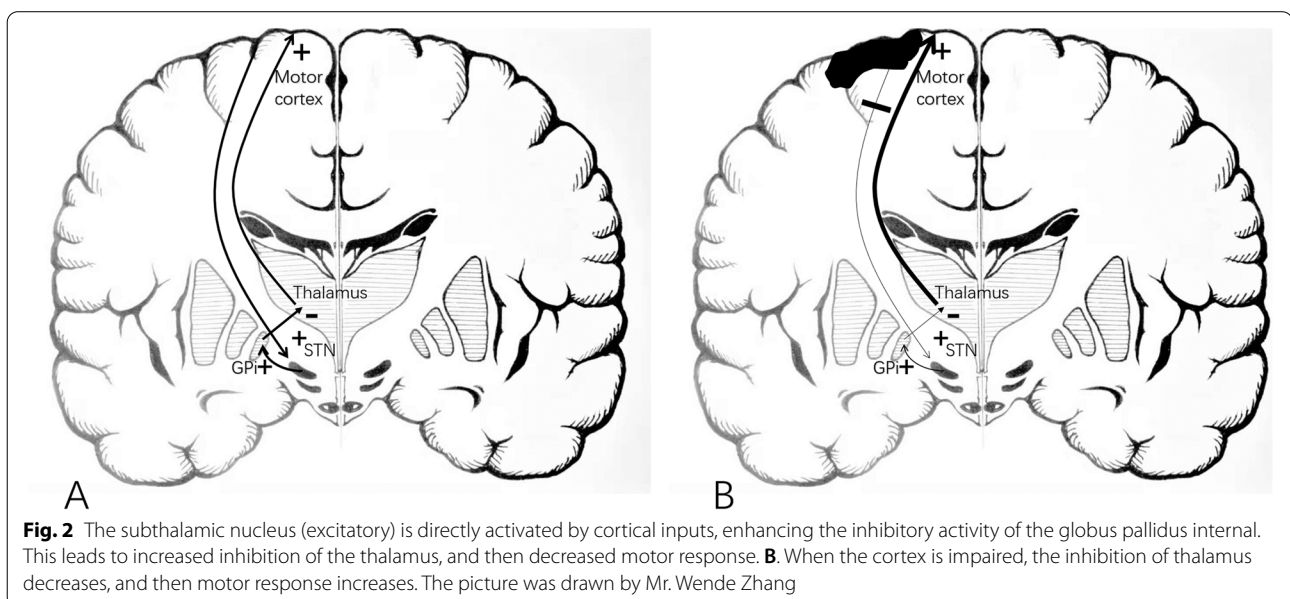 +
Motor
cortex
Thalamus
-
+
STN
GPi+
A
+
Motor
cortex
Thalamus
-
+
STN
GPi+
B
Fig. 2 The subthalamic nucleus (excitatory) is directly activated by cortical inputs, enhancing the inhibitory activity of the globus pallidus internal.
This leads to increased inhibition of the thalamus, and then decreased motor response. B. When the cortex is impaired, the inhibition of thalamus
decreases, and then motor response increases. The picture was drawn by Mr. Wende Zhang